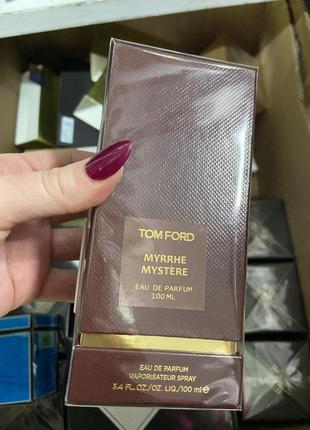 TOM FORD
MYRRHE
MYSTÈRE
EAU DE PARFUM
100 ML
EAU DE PARFUM
VAPORISATEUR SPRAY
3.4 FL.OZ./OZ. LIQ./100 ml ℮